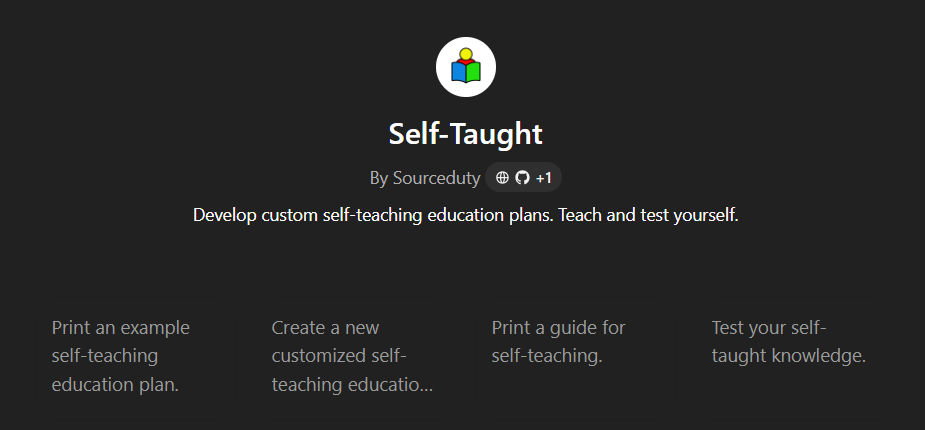 Self-Taught
By Sourceduty +1
Develop custom self-teaching education plans. Teach and test yourself.
Print an example
self-teaching
education plan.
Create a new
customized self-
teaching educatio...
Print a guide for
self-teaching.
Test your self-
taught knowledge.